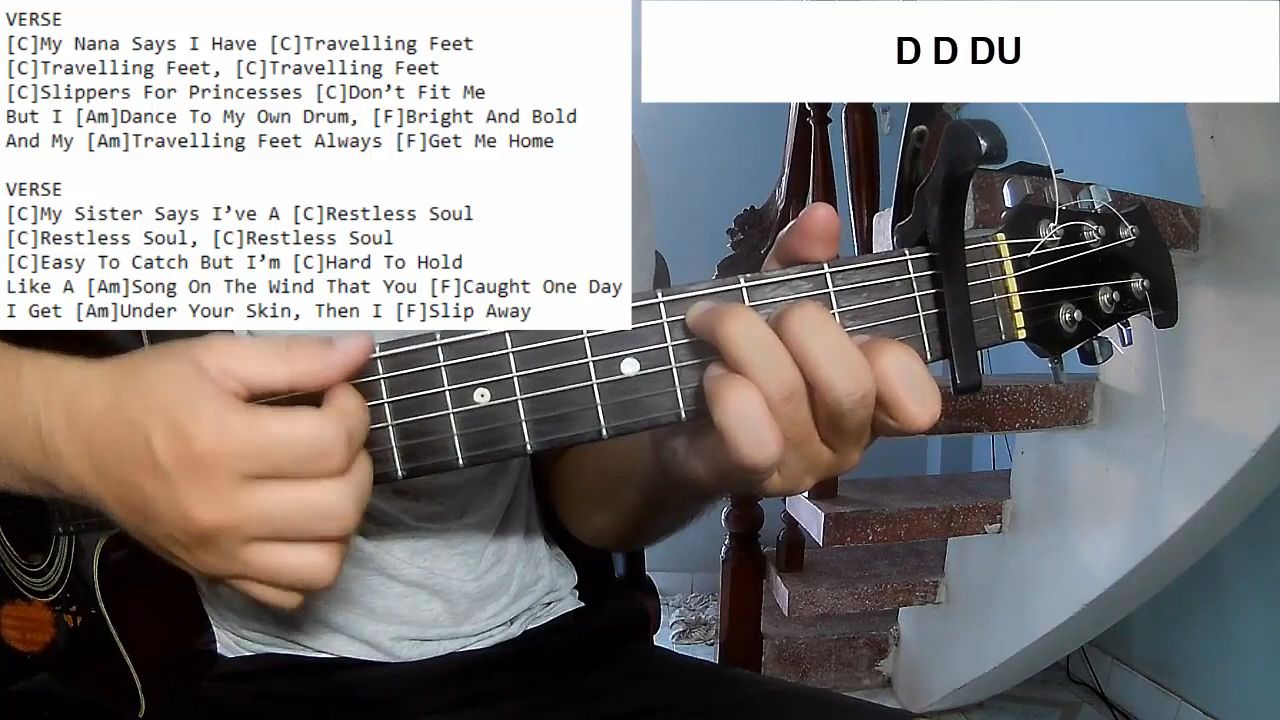 VERSE
[C]My Nana Says I Have [C]Travelling Feet
[C]Travelling Feet, [C]Travelling Feet
[C]Slippers For Princesses [C]Don’t Fit Me
But I [Am]Dance To My Own Drum, [F]Bright And Bold
And My [Am]Travelling Feet Always [F]Get Me Home
VERSE
[C]My Sister Says I’ve A [C]Restless Soul
[C]Restless Soul, [C]Restless Soul
[C]Easy To Catch But I’m [C]Hard To Hold
Like A [Am]Song On The Wind That You [F]Caught One Day
I Get [Am]Under Your Skin, Then I [F]Slip Away
D D DU